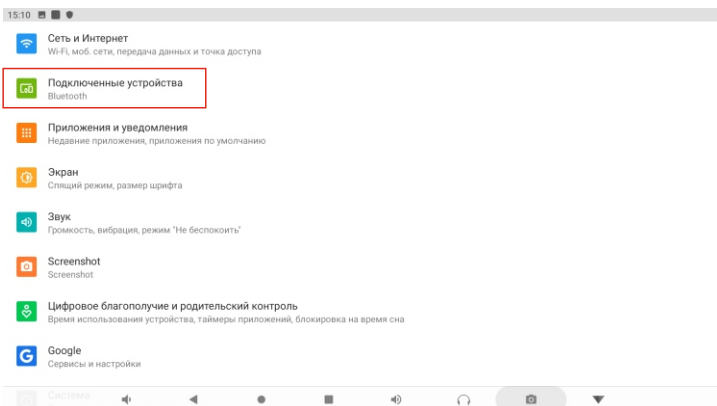 15:10
Сеть и Интернет
Wi-Fi, моб. сети, передача данных и точка доступа
Подключенные устройства
Bluetooth
Приложения и уведомления
Недавние приложения, приложения по умолчанию
Экран
Спящий режим, размер шрифта
Звук
Громкость, вибрация, режим "Не беспокоить"
Screenshot
Screenshot
Цифровое благополучие и родительский контроль
Время использования устройства, таймеры приложений, блокировка на время сна
Google
Сервисы и настройки
Система